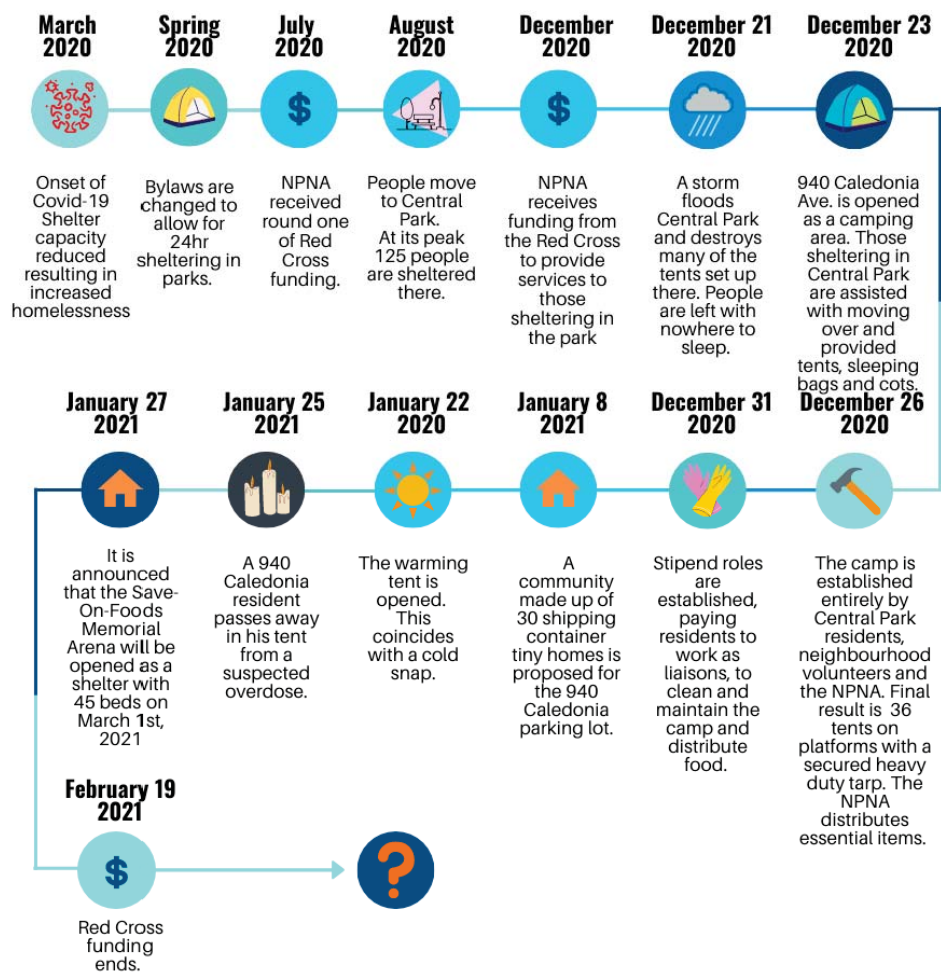 March
2020
Onset of
Covid-19
Shelter
capacity
reduced
resulting in
increased
homelessness
Spring
2020
Bylaws are
changed to
allow for
24hr
sheltering in
parks.
July
2020
$
NPNA
received
round one
of Red
Cross
funding.
August
2020
People move
to Central
Park.
At its peak
125 people
are sheltered
there.
December
2020
$
NPNA
receives
funding from
the Red Cross
to provide
services to
those
sheltering in
the park
December 21
2020
A storm
floods
Central Park
and destroys
many of the
tents set up
there. People
are left with
nowhere to
sleep.
December 23
2020
940 Caledonia
Ave. is opened
as a camping
area. Those
sheltering in
Central Park
are assisted
with moving
over and
provided
tents, sleeping
bags and cots.
December 26
2020
The camp is
established
entirely by
Central Park
residents,
neighbourhood
volunteers and
the NPNA. Final
result is 36
tents on
platforms with a
secured heavy
duty tarp. The
NPNA
distributes
essential items.
December 31
2020
Stipend roles
are
established,
paying
residents to
work as
liaisons, to
clean and
maintain the
camp and
distribute
food.
January 8
2021
A
community
made up of
30 shipping
container
tiny homes is
proposed for
the 940
Caledonia
parking lot.
January 22
2020
The warming
tent is
opened.
This
coincides
with a cold
snap.
January 25
2021
A 940
Caledonia
resident
passes away
in his tent
from a
suspected
overdose.
January 27
2021
It is
announced
that the Save-
On-Foods
Memorial
Arena will be
opened as a
shelter with
45 beds on
March 1st,
2021
February 19
2021
$
Red Cross
funding
ends.
?